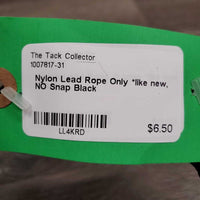 The Tack Collector
1007817-31
Nylon Lead Rope Only *like new,
NO Snap Black
LL4KRD
$6.50